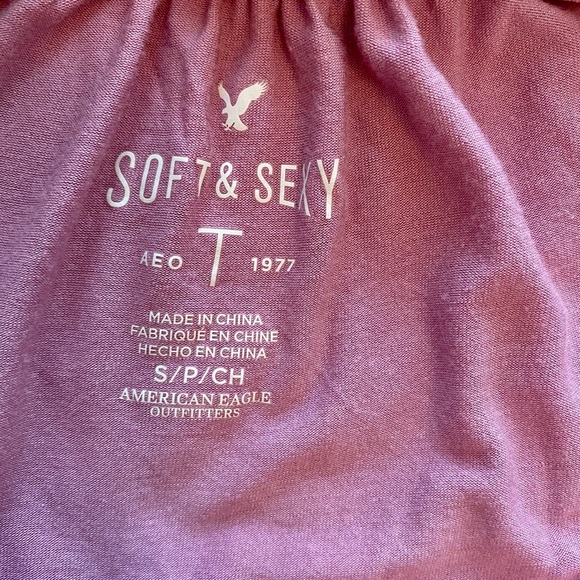 SOFT & SEXY
AEO T 1977
MADE IN CHINA
FABRIQUÉ EN CHINE
HECHO EN CHINA
S/P/CH
AMERICAN EAGLE
OUTFITTERS